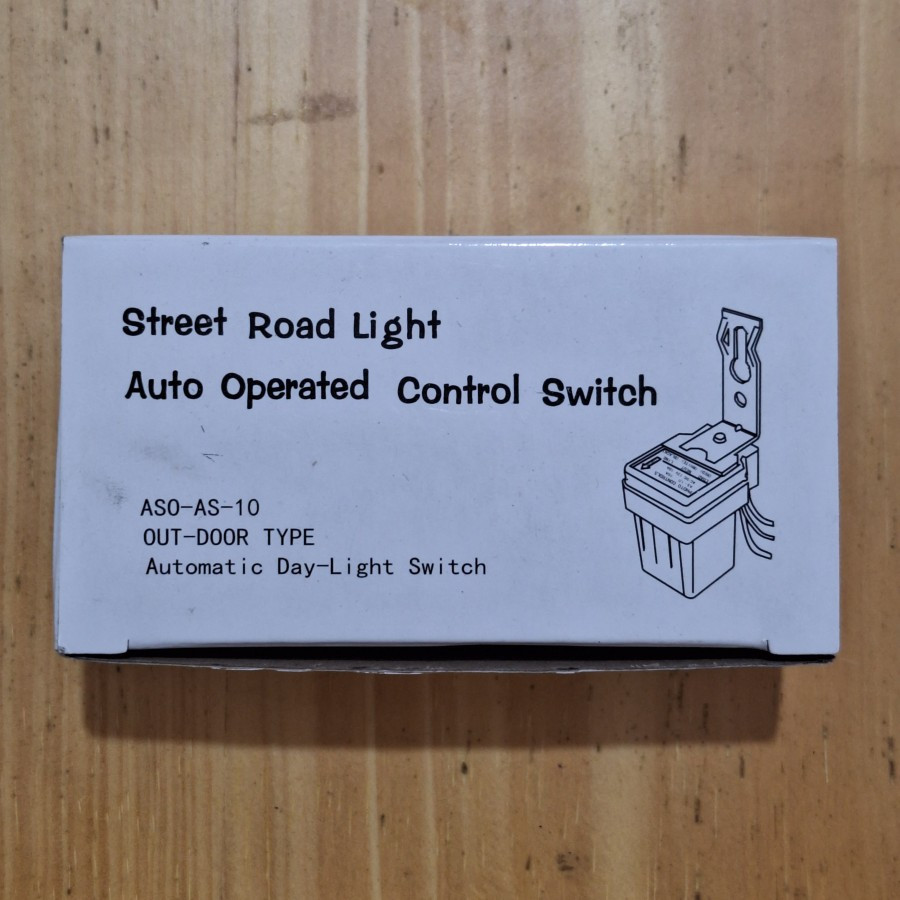 Street Road Light
Auto Operated Control Switch
ASO-AS-10
OUT-DOOR TYPE
Automatic Day-Light Switch